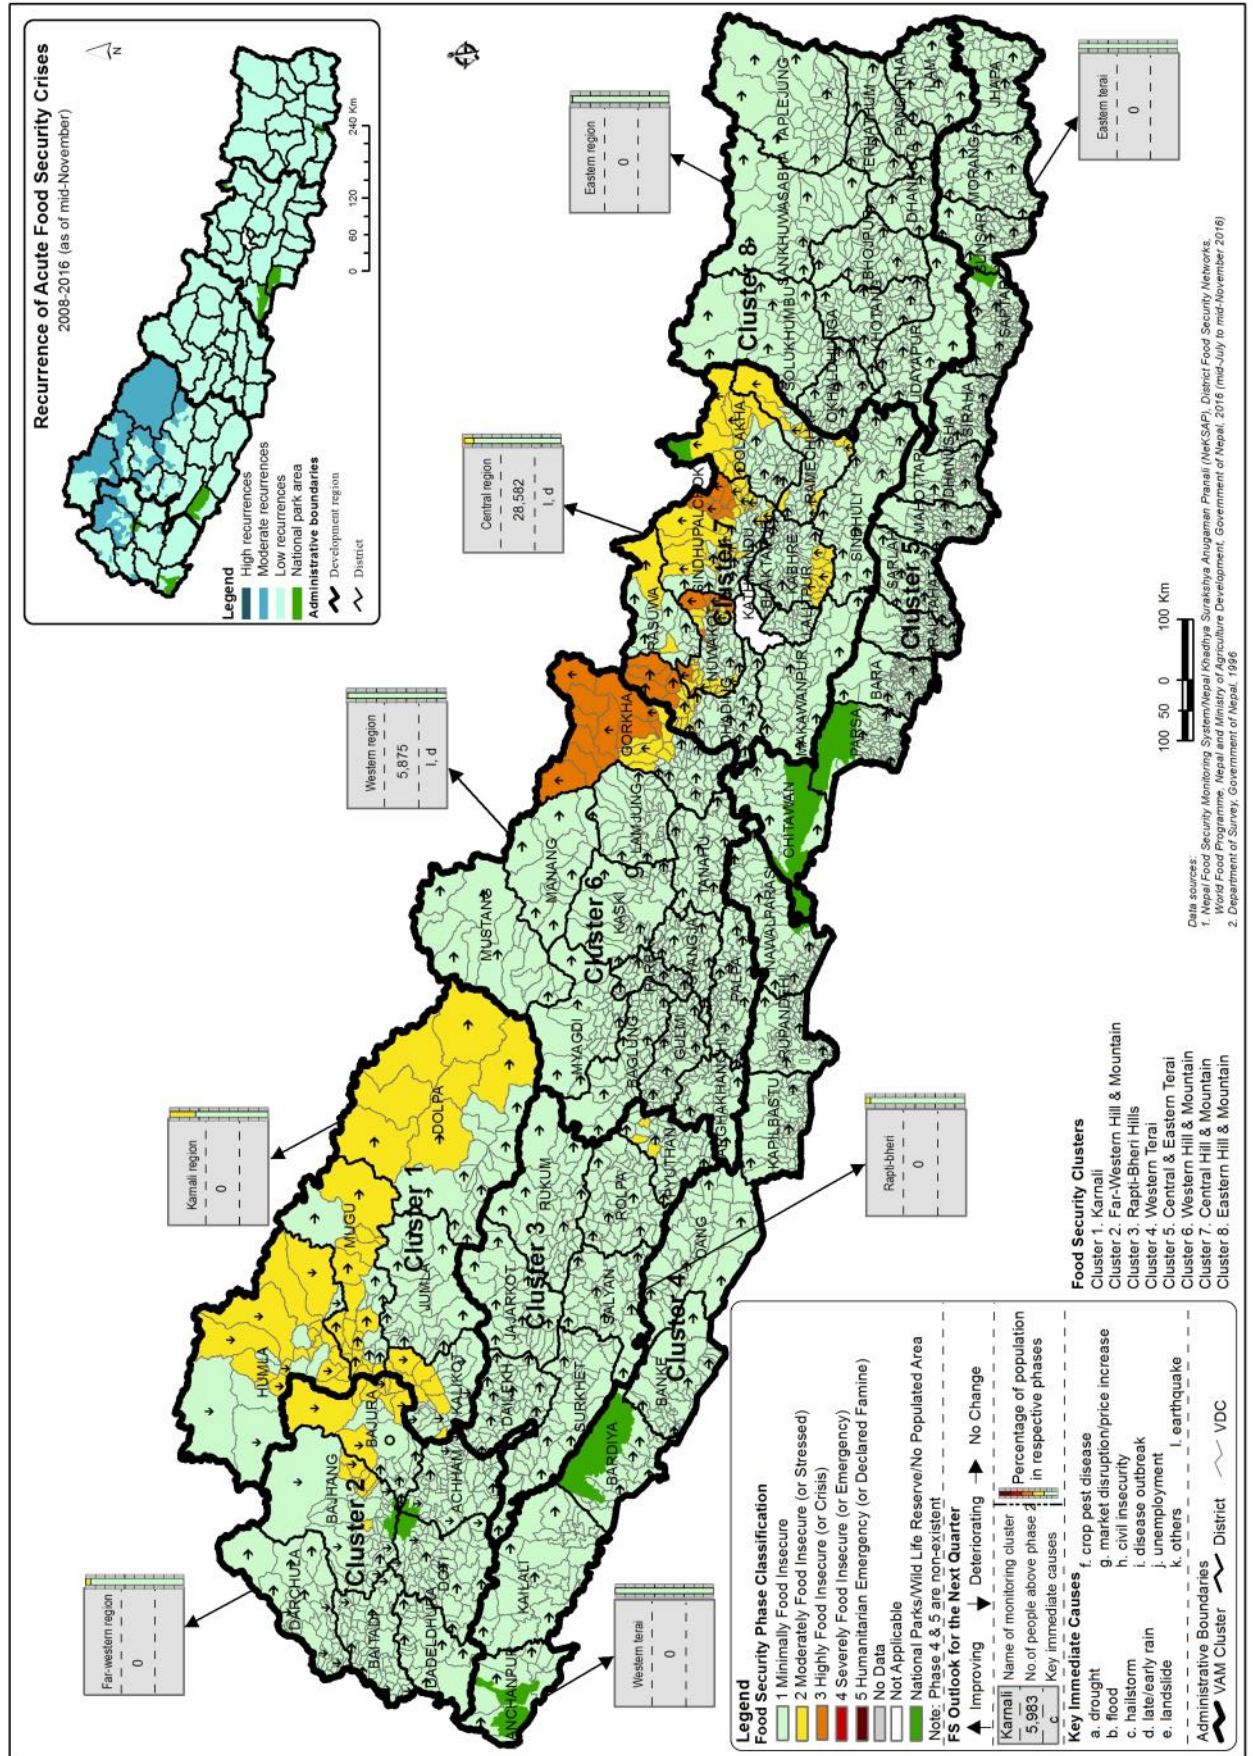 Recurrence of Acute Food Security Crises
2008-2016 (as of mid-November)
N
Legend
High recurrences
Moderate recurrences
Low recurrences
National park area
Administrative boundaries
Development region
District
0 60 120 240 Km
Far-western region
0
Karnali region
0
Western region
5,875
l, d
Central region
28,582
l, d
Eastern region
0
Western terai
0
Rapti-bheri
0
Eastern terai
0
DARCHULA
BAJHANG
HUMLA
BAITADI
Cluster 2
BAJURA
MUGU
DOLPA
DADELDHURA
DOTI
ACHHAM
KALIKOT
JUMLA
Cluster 1
KAILALI
DAILEKH
JAJARKOT
RUKUM
SURKHET
Cluster 3
BARDIYA
SALYAN
ROLPA
BANKE
Cluster 4
DANG
MUSTANG
MANANG
MYAGDI
Cluster 6
KASKI
LAMJUNG
GORKHA
BAGLUNG
PARBAT
GULMI
SYANGJA
TANAHU
PALPA
KAPILBASTU
RUPANDEHI
NAWALPARASI
CHITAWAN
RASUWA
DHADING
NUWAKOT
SINDHUPALCHOK
Cluster 7
DOLAKHA
KABHRE
RAMECHHAP
MAKAWANPUR
SINDHULI
PARSA
BARA
SARLAHI
Cluster 5
MAHOTTARI
DHANUSHA
SIRAHA
SAPTARI
SOLUKHUMBU
Cluster 8
SANKHUWASABHA
TAPLEJUNG
OKHALDHUNGA
KHOTANG
BHOJPUR
UDAYAPUR
DHANKUTA
PANCHTHAR
ILAM
SUNSARI
MORANG
JHAPA
Legend
Food Security Phase Classification
1 Minimally Food Insecure
2 Moderately Food Insecure (or Stressed)
3 Highly Food Insecure (or Crisis)
4 Severely Food Insecure (or Emergency)
5 Humanitarian Emergency (or Declared Famine)
No Data
Not Applicable
National Parks/Wild Life Reserve/No Populated Area
Note: Phase 4 & 5 are non-existent
FS Outlook for the Next Quarter
Improving Deteriorating No Change
Karnali Name of monitoring cluster
5,983 No.of people above phase 2
c Key immediate causes
Percentage of population
in respective phases
Key Immediate Causes
a. drought
b. flood
c. hailstorm
d. late/early rain
e. landslide
f. crop pest disease
g. market disruption/price increase
h. civil insecurity
i. disease outbreak
j. unemployment
k. others l. earthquake
Administrative Boundaries
VAM Cluster District VDC
Food Security Clusters
Cluster 1. Karnali
Cluster 2. Far-Western Hill & Mountain
Cluster 3. Rapti-Bheri Hills
Cluster 4. Western Terai
Cluster 5. Central & Eastern Terai
Cluster 6. Western Hill & Mountain
Cluster 7. Central Hill & Mountain
Cluster 8. Eastern Hill & Mountain
100 50 0 100 Km
Data sources:
1. Nepal Food Security Monitoring System/Nepal Khadhya Surakshya Anugaman Pranali (NeKSAP), District Food Security Networks,
World Food Programme, Nepal and Ministry of Agriculture Development, Government of Nepal, 2016 (mid-July to mid-November 2016)
2. Department of Survey, Government of Nepal, 1996